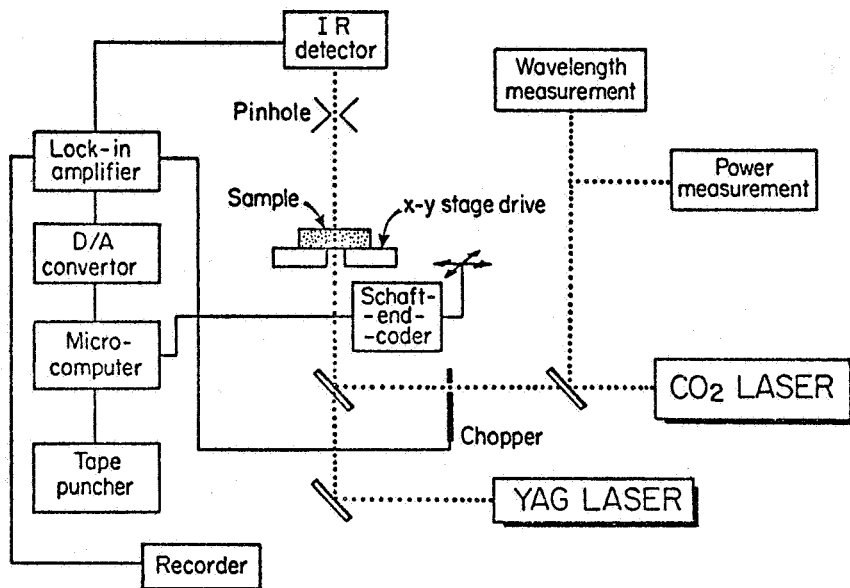 IR
detector
Wavelength
measurement
Pinhole
Lock-in
amplifier
Power
measurement
Sample
x-y stage drive
D/A
convertor
Schaft-
-end-
-coder
Micro-
computer
CO2 LASER
Chopper
Tape
puncher
YAG LASER
Recorder